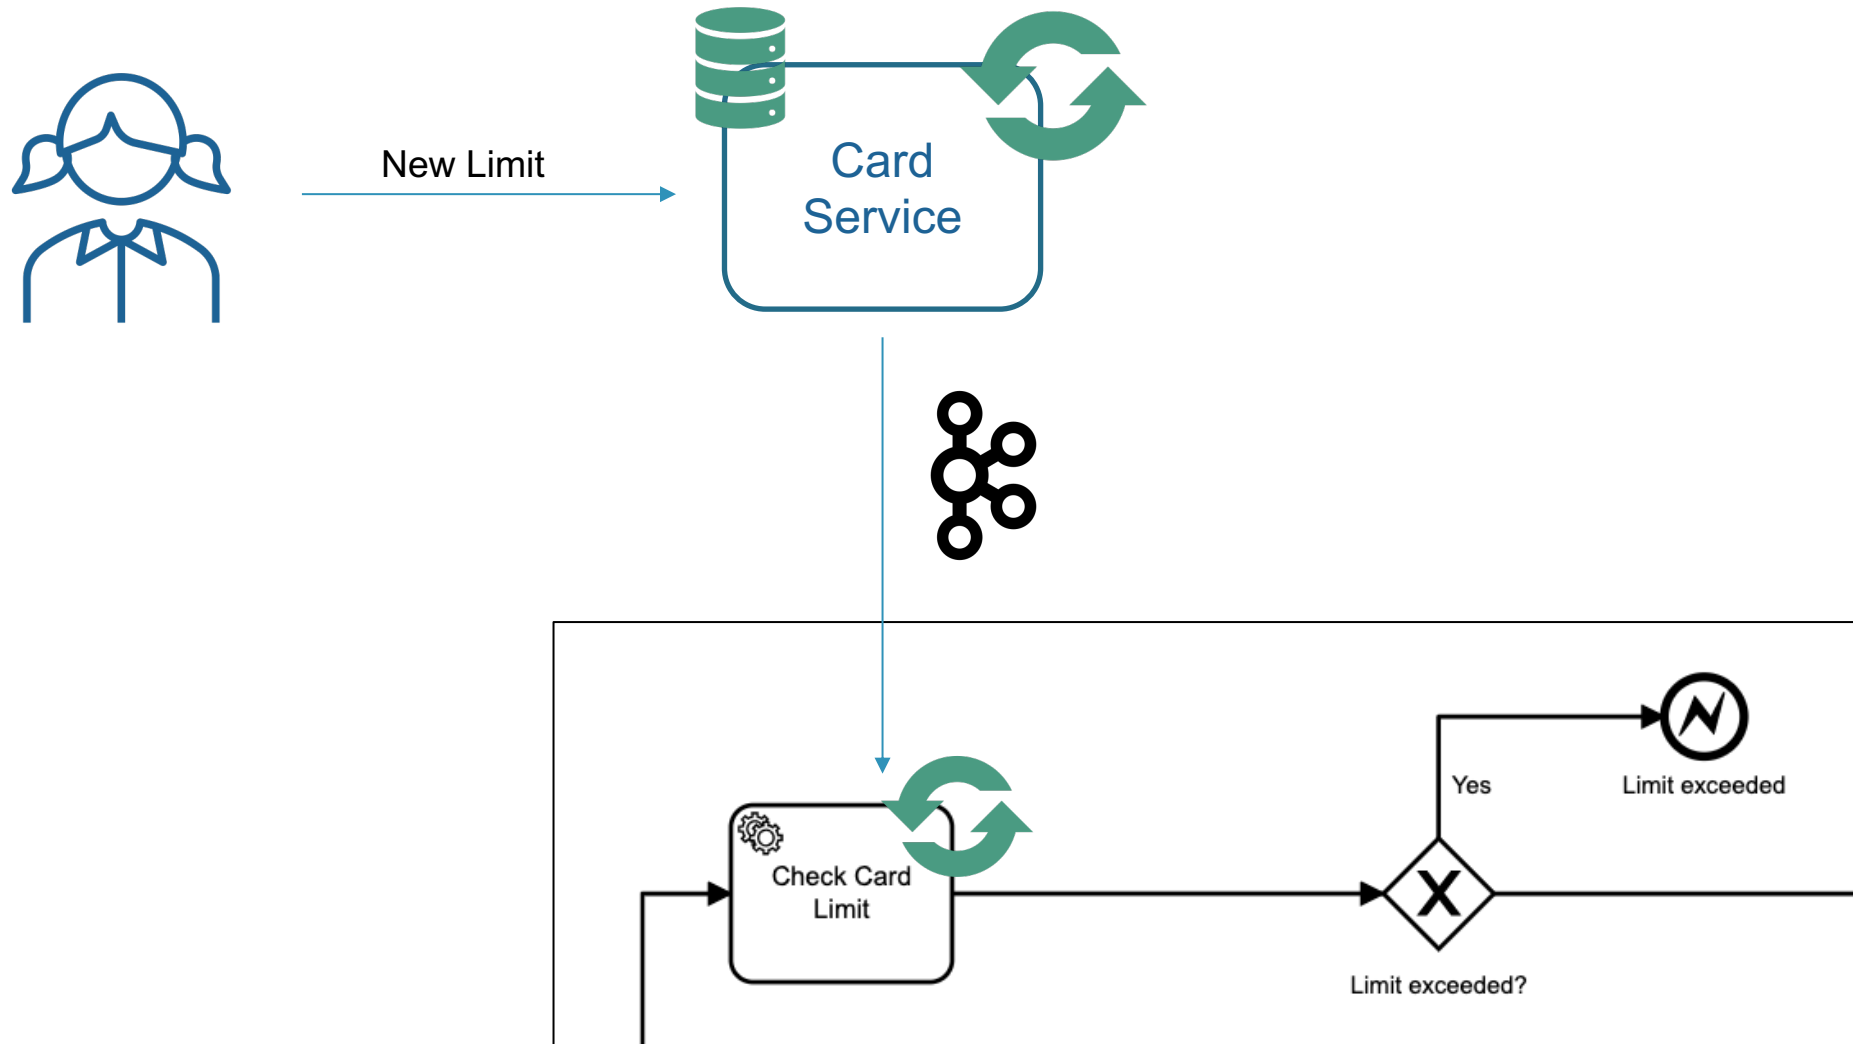 New Limit
Card
Service
Yes
Limit exceeded
Check Card
Limit
X
Limit exceeded?